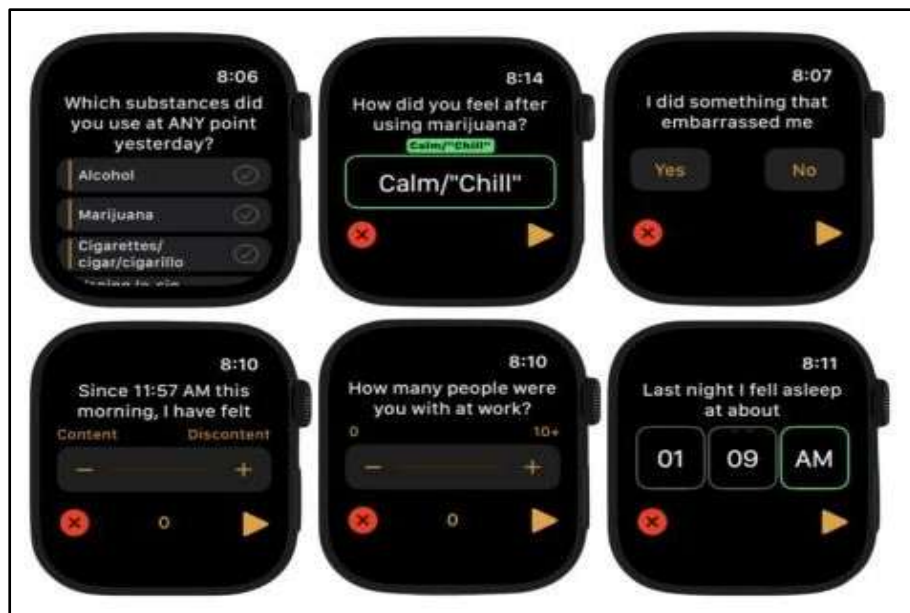 8:06
Which substances did
you use at ANY point
yesterday?
Alcohol
Marijuana
Cigarettes/
cigar/cigarillo
8:14
How did you feel after
using marijuana?
Calm/"Chill"
Calm/"Chill"
8:07
I did something that
embarrassed me
Yes No
8:10
Since 11:57 AM this
morning, I have felt
Content Discontent
0
8:10
How many people were
you with at work?
0 10+
0
8:11
Last night I fell asleep
at about
01 09 AM